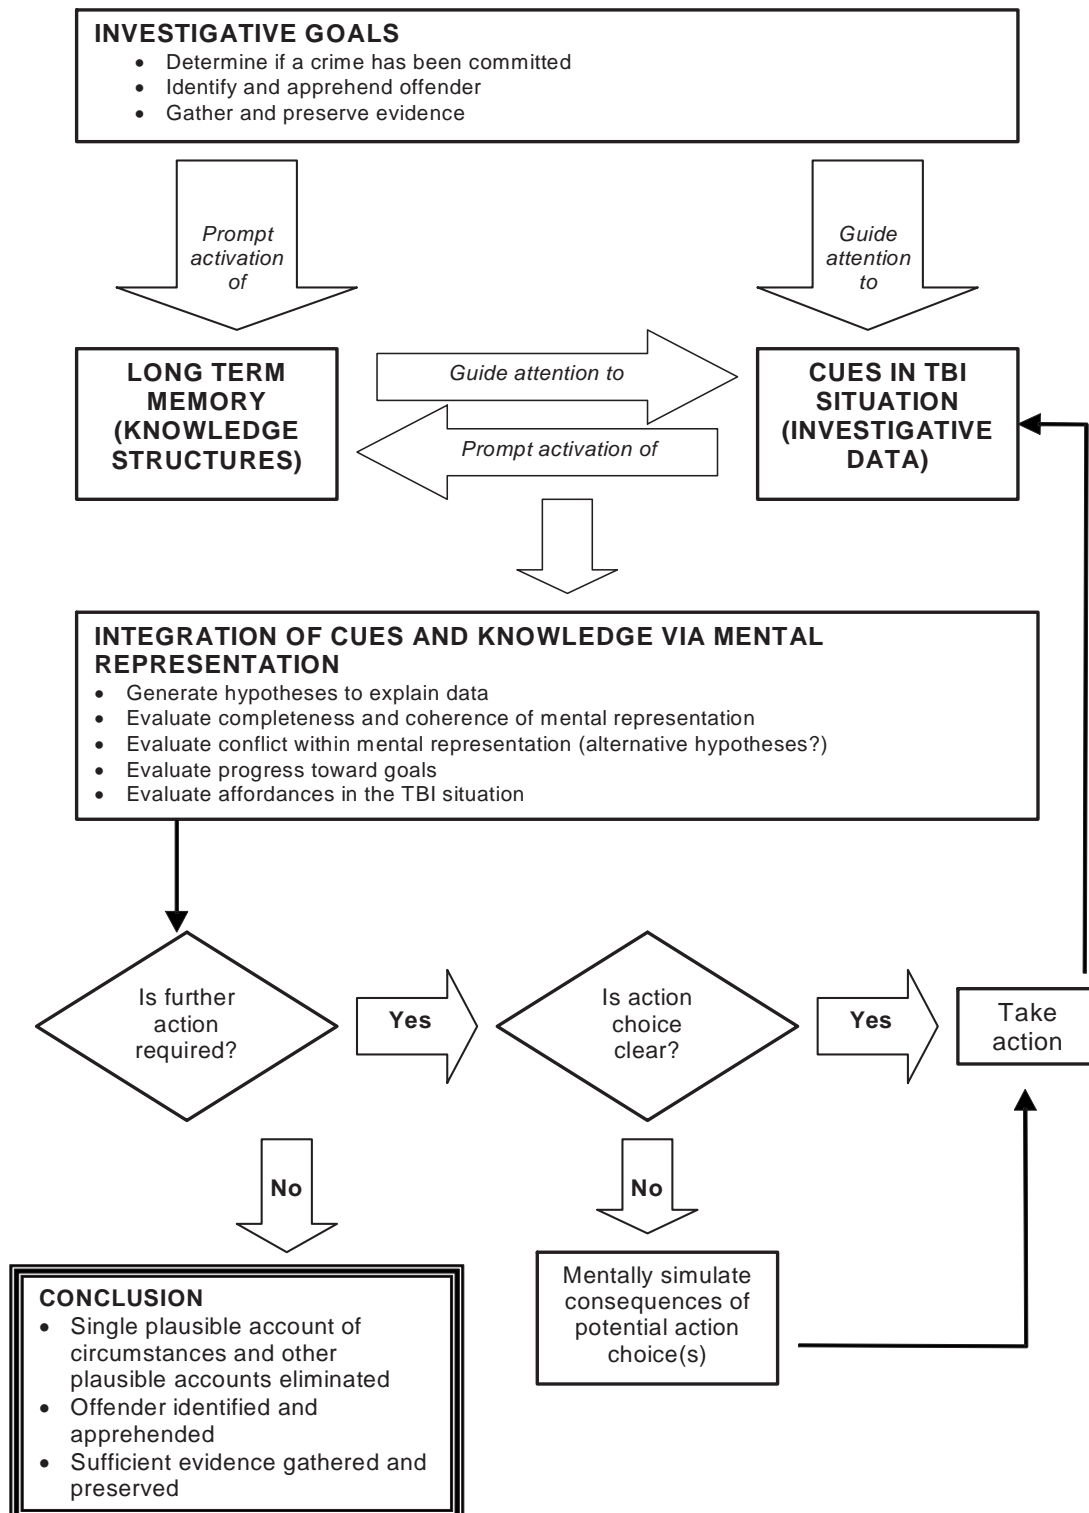 INVESTIGATIVE GOALS
• Determine if a crime has been committed
• Identify and apprehend offender
• Gather and preserve evidence
Prompt
activation
of
Guide
attention
to
LONG TERM
MEMORY
(KNOWLEDGE
STRUCTURES)
Guide attention to
Prompt activation of
CUES IN TBI
SITUATION
(INVESTIGATIVE
DATA)
INTEGRATION OF CUES AND KNOWLEDGE VIA MENTAL
REPRESENTATION
• Generate hypotheses to explain data
• Evaluate completeness and coherence of mental representation
• Evaluate conflict within mental representation (alternative hypotheses?)
• Evaluate progress toward goals
• Evaluate affordances in the TBI situation
Is further
action
required?
Yes
Is action
choice
clear?
Yes
Take
action
No
No
Mentally simulate
consequences of
potential action
choice(s)
CONCLUSION
• Single plausible account of
circumstances and other
plausible accounts eliminated
• Offender identified and
apprehended
• Sufficient evidence gathered and
preserved